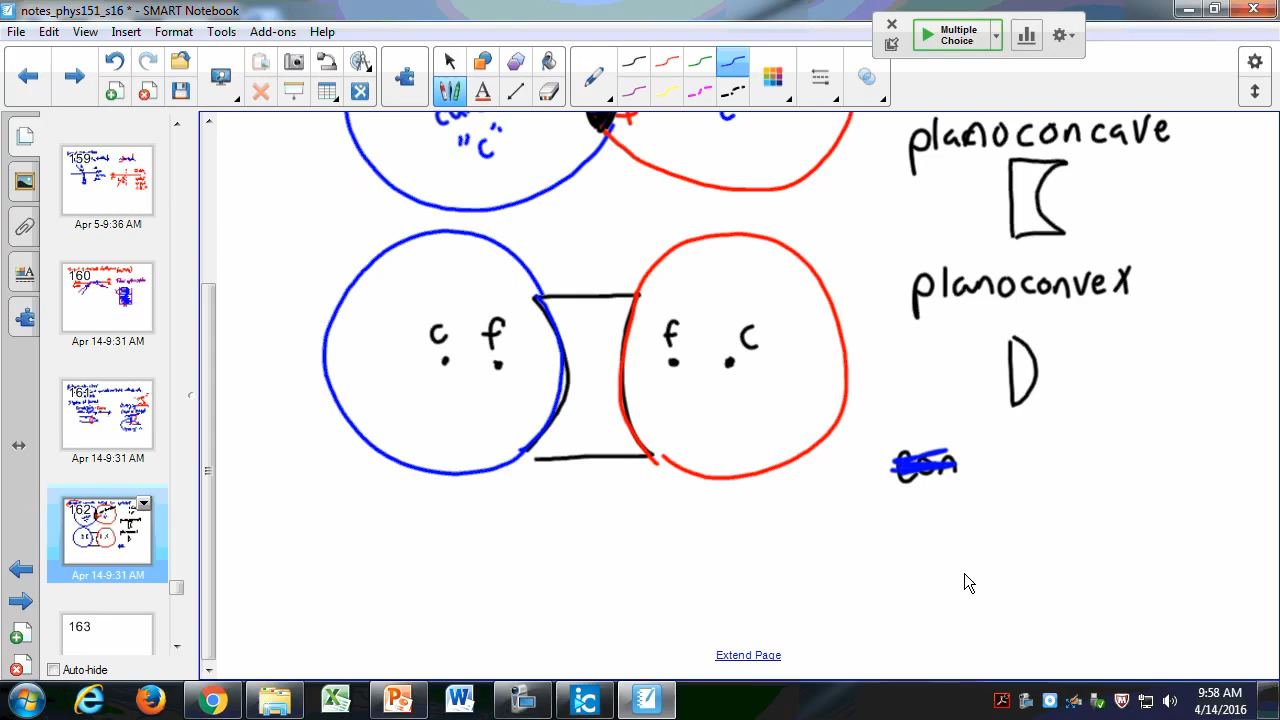 notes_phys151_s16 * - SMART Notebook
File Edit View Insert Format Tools Add-ons Help
Multiple
Choice
159
Apr 5-9:36 AM
160
Apr 14-9:31 AM
161
Apr 14-9:31 AM
162
Apr 14-9:31 AM
163
Auto-hide
"c"
f
c
planoconcave
c f
f c
planoconvex
Extend Page
9:58 AM
4/14/2016